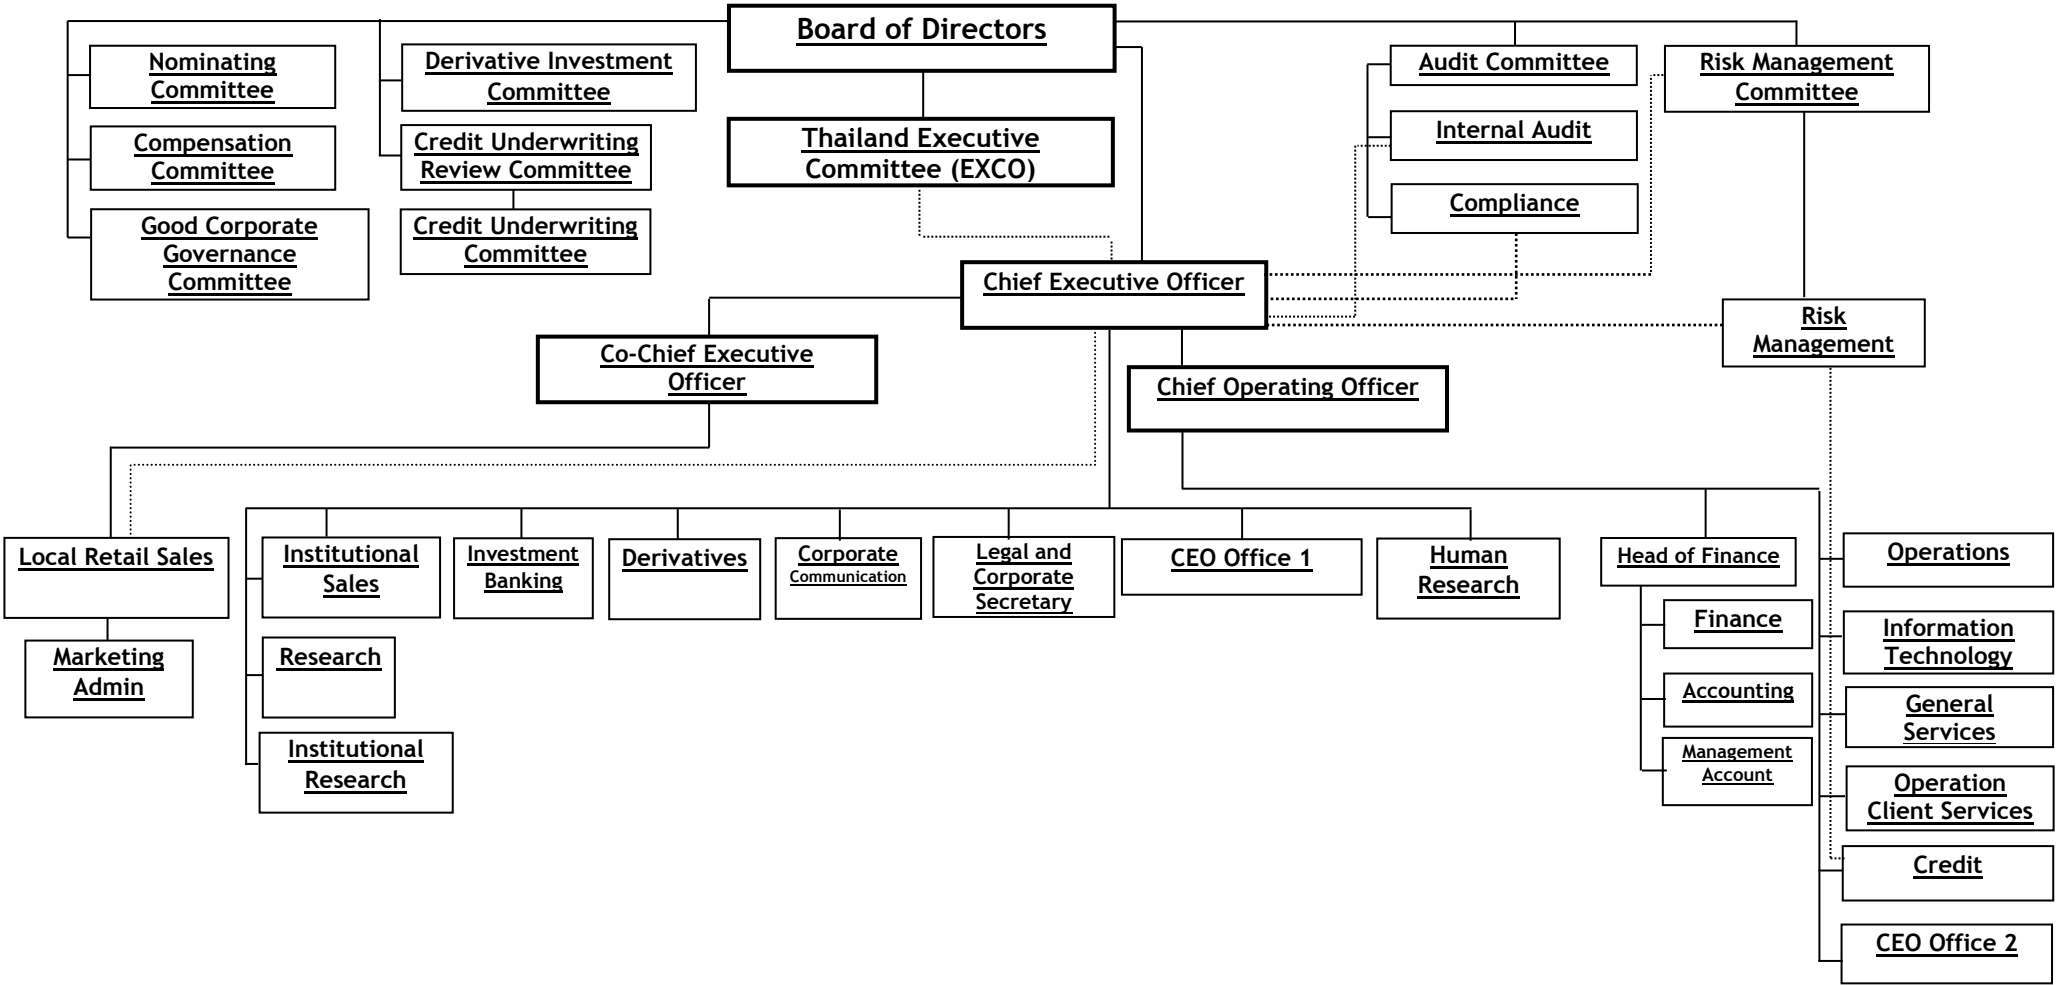 Board of Directors
Nominating
Committee
Derivative Investment
Committee
Audit Committee
Risk Management
Committee
Compensation
Committee
Credit Underwriting
Review Committee
Thailand Executive
Committee (EXCO)
Internal Audit
Good Corporate
Governance
Committee
Credit Underwriting
Committee
Compliance
Chief Executive Officer
Risk
Management
Co-Chief Executive
Officer
Chief Operating Officer
Local Retail Sales
Institutional
Sales
Investment
Banking
Derivatives
Corporate
Communication
Legal and
Corporate
Secretary
CEO Office 1
Human
Research
Head of Finance
Operations
Marketing
Admin
Research
Finance
Information
Technology
Institutional
Research
Accounting
General
Services
Management
Account
Operation
Client Services
Credit
CEO Office 2